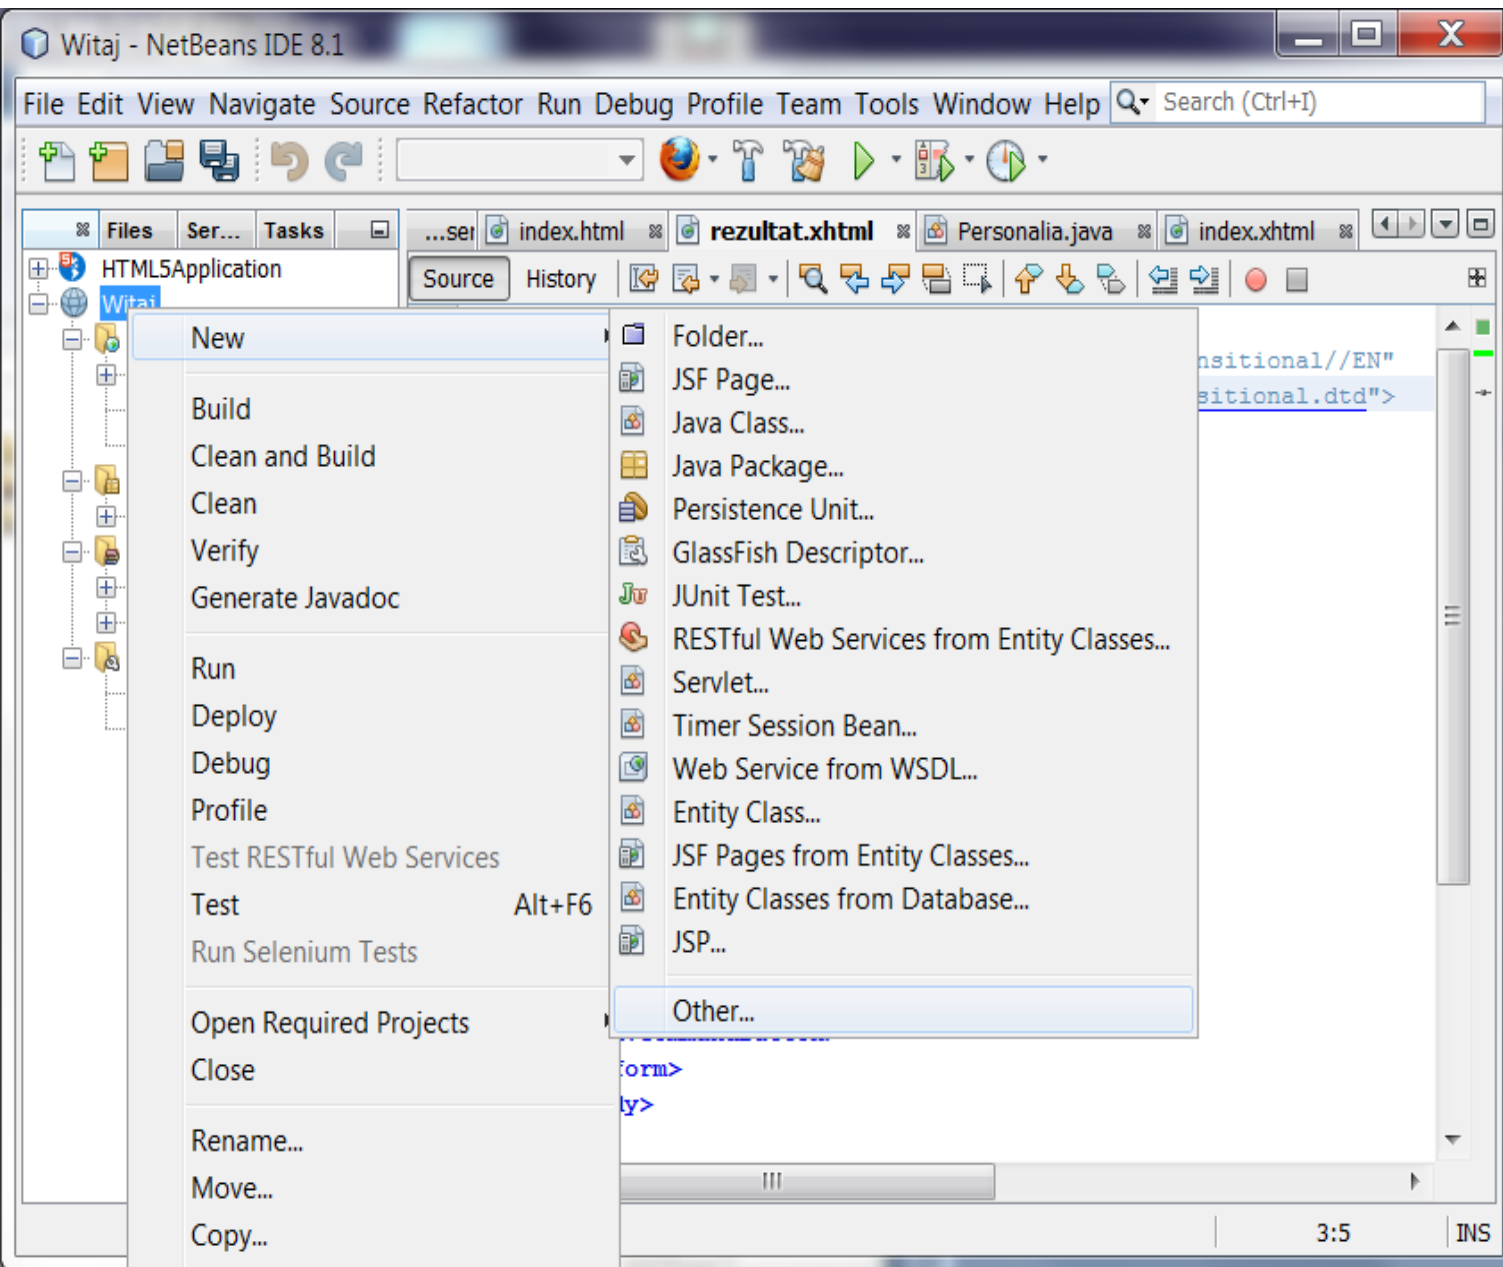 Witaj - NetBeans IDE 8.1
File Edit View Navigate Source Refactor Run Debug Profile Team Tools Window Help Search (Ctrl+I)
Files Ser... Tasks
...ser index.html rezultat.xhtml Personalia.java index.xhtml
HTML5Application
Source History
Witaj
New
Build
Clean and Build
Clean
Verify
Generate Javadoc
Run
Deploy
Debug
Profile
Test RESTful Web Services
Test Alt+F6
Run Selenium Tests
Open Required Projects
Close
Rename...
Move...
Copy...
Folder...
JSF Page...
Java Class...
Java Package...
Persistence Unit...
GlassFish Descriptor...
JUnit Test...
RESTful Web Services from Entity Classes...
Servlet...
Timer Session Bean...
Web Service from WSDL...
Entity Class...
JSF Pages from Entity Classes...
Entity Classes from Database...
JSP...
Other...
nsitional//EN"
sitional.dtd">
form>
dy>
3:5 INS